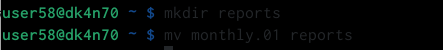 user58@dk4n70 ~ $ mkdir reports
user58@dk4n70 ~ $ mv monthly.01 reports